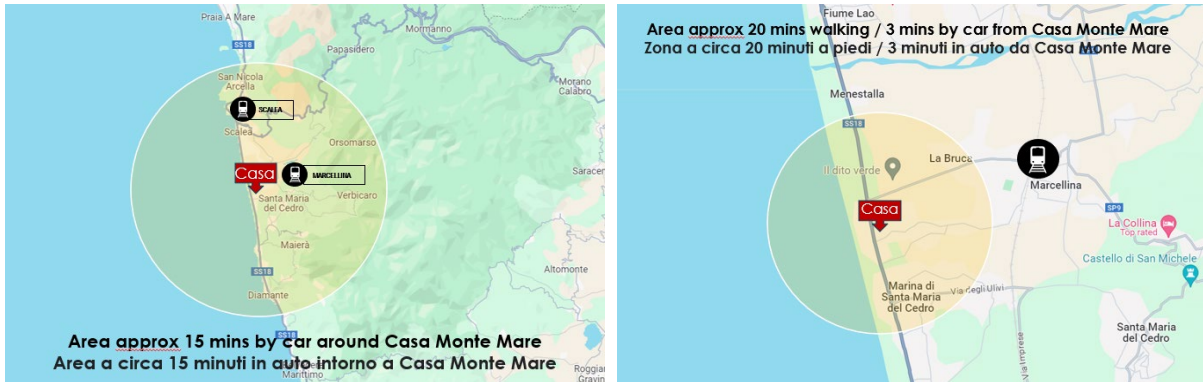 Praia A Mare
Mormanno
SS18
Papasidero
San Nicola
Arcella
Morano
Calabro
SCALEA
Scalea
Orsomarso
Casa
MARCELLINA
Saracen
Verbicaro
Santa Maria
del Cedro
Maierà
SS18
Diamante
Altomonte
SS18
Area approx 15 mins by car around Casa Monte Mare
Area a circa 15 minuti in auto intorno a Casa Monte Mare
Marittimo
Roggia
Gravin
Fiume Lao
Area approx 20 mins walking / 3 mins by car from Casa Monte Mare
Zona a circa 20 minuti a piedi / 3 minuti in auto da Casa Monte Mare
Menestalla
SS18
La Bruca
Il dito verde
Marcellina
Casa
SP9
La Collina
Top rated
Castello di San Michele
Marina di
Santa Maria
del Cedro
Via degli Ulivi
Santa Maria
del Cedro